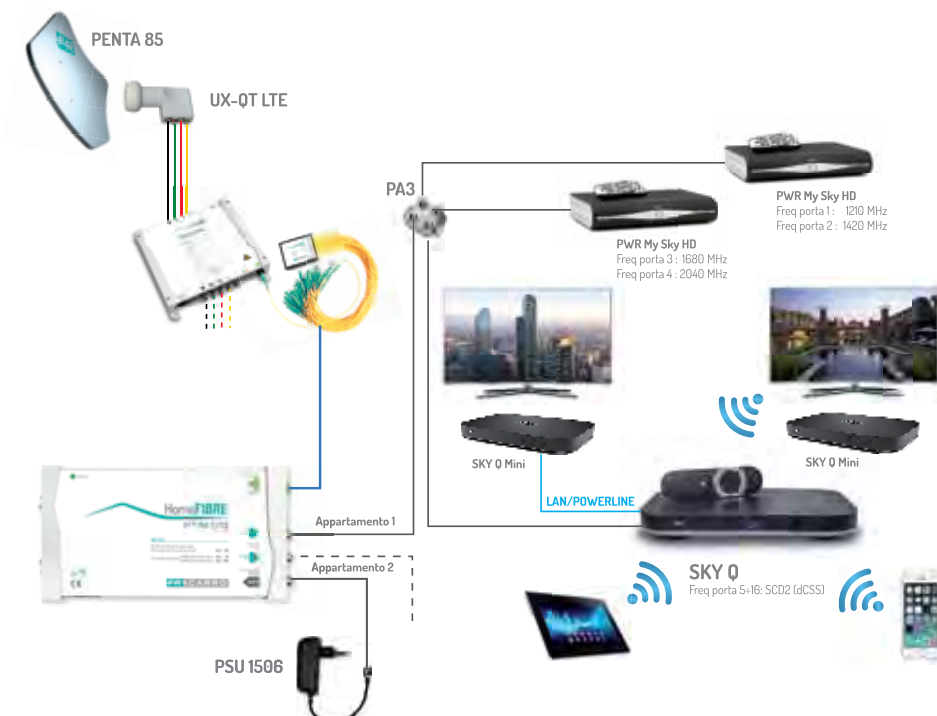 PENTA 85
UX-QT LTE
PA3
PWR My Sky HD
Freq porta 1 : 1210 MHz
Freq porta 2 : 1420 MHz
PWR My Sky HD
Freq porta 3 : 1680 MHz
Freq porta 4 : 2040 MHz
SKY Q Mini
SKY Q Mini
LAN/POWERLINE
HomeFIBRE
FRACARRO
CE
Appartamento 1
Appartamento 2
SKY Q
Freq porta 5÷16: SCD2 (dCSS)
PSU 1506